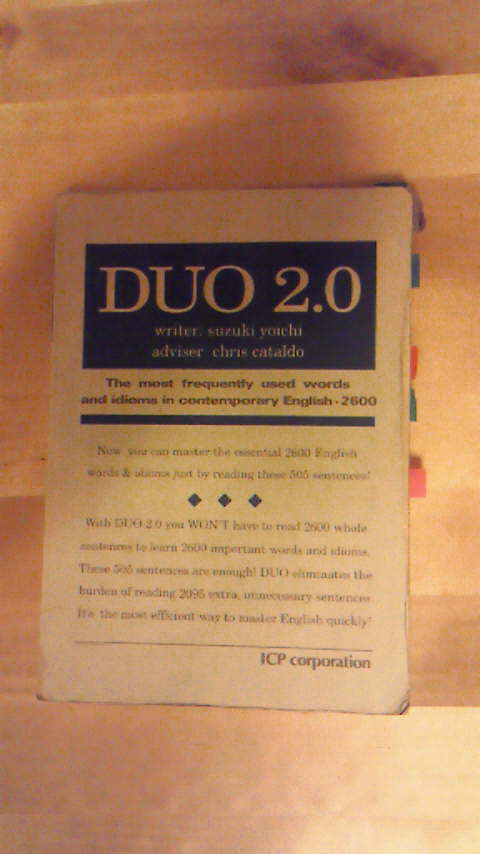 DUO 2.0
writer. suzuki yoichi
adviser chris cataldo
The most frequently used words
and idioms in contemporary English·2600
Now you can master the essential 2600 English
words & idioms just by reading these 505 sentences!
With DUO 2.0 you WON'T have to read 2600 whole
sentences to learn 2600 important words and idioms.
These 505 sentences are enough! DUO eliminates the
burden of reading 2095 extra, unnecessary sentences.
It's the most efficient way to master English quickly!
ICP corporation